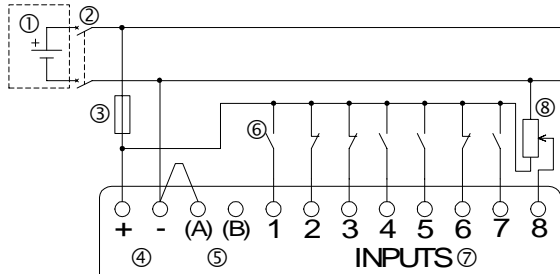 ① ②
+
③
⑥ ⑧
+ - (A) (B) 1 2 3 4 5 6 7 8
④ ⑤ INPUTS ⑦